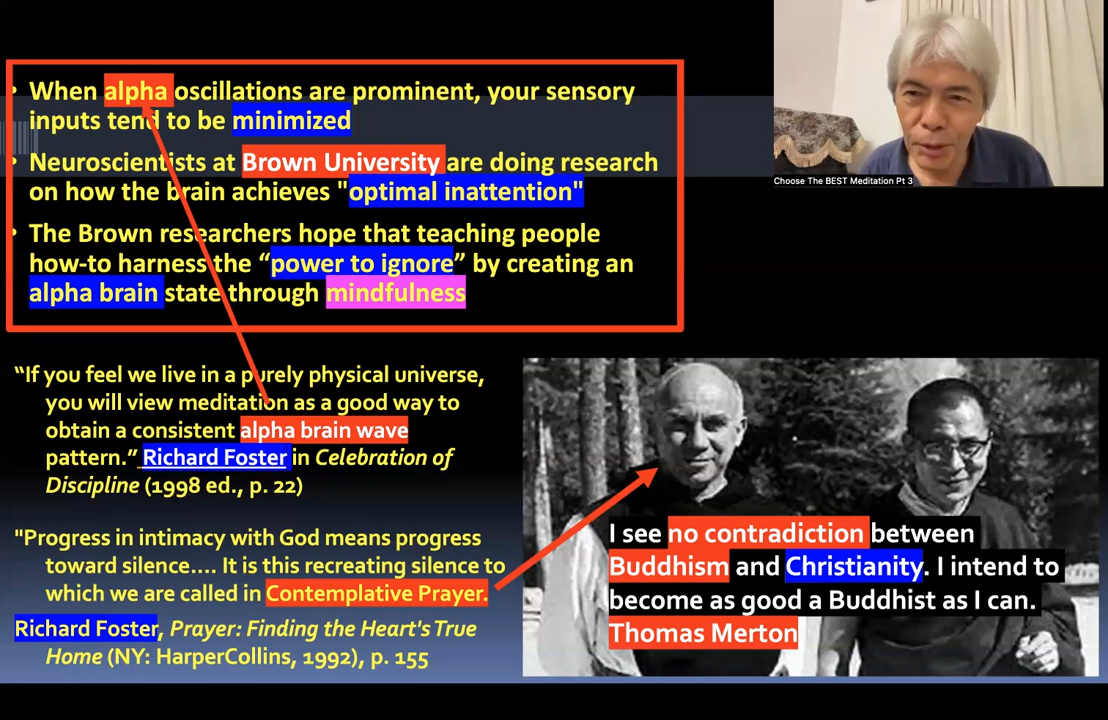 • When alpha oscillations are prominent, your sensory
inputs tend to be minimized
• Neuroscientists at Brown University are doing research
on how the brain achieves "optimal inattention"
• The Brown researchers hope that teaching people
how-to harness the “power to ignore” by creating an
alpha brain state through mindfulness
Choose The BEST Meditation Pt 3
“If you feel we live in a purely physical universe,
you will view meditation as a good way to
obtain a consistent alpha brain wave
pattern.” Richard Foster in Celebration of
Discipline (1998 ed., p. 22)
"Progress in intimacy with God means progress
toward silence.... It is this recreating silence to
which we are called in Contemplative Prayer.
Richard Foster, Prayer: Finding the Heart's True
Home (NY: HarperCollins, 1992), p. 155
I see no contradiction between
Buddhism and Christianity. I intend to
become as good a Buddhist as I can.
Thomas Merton